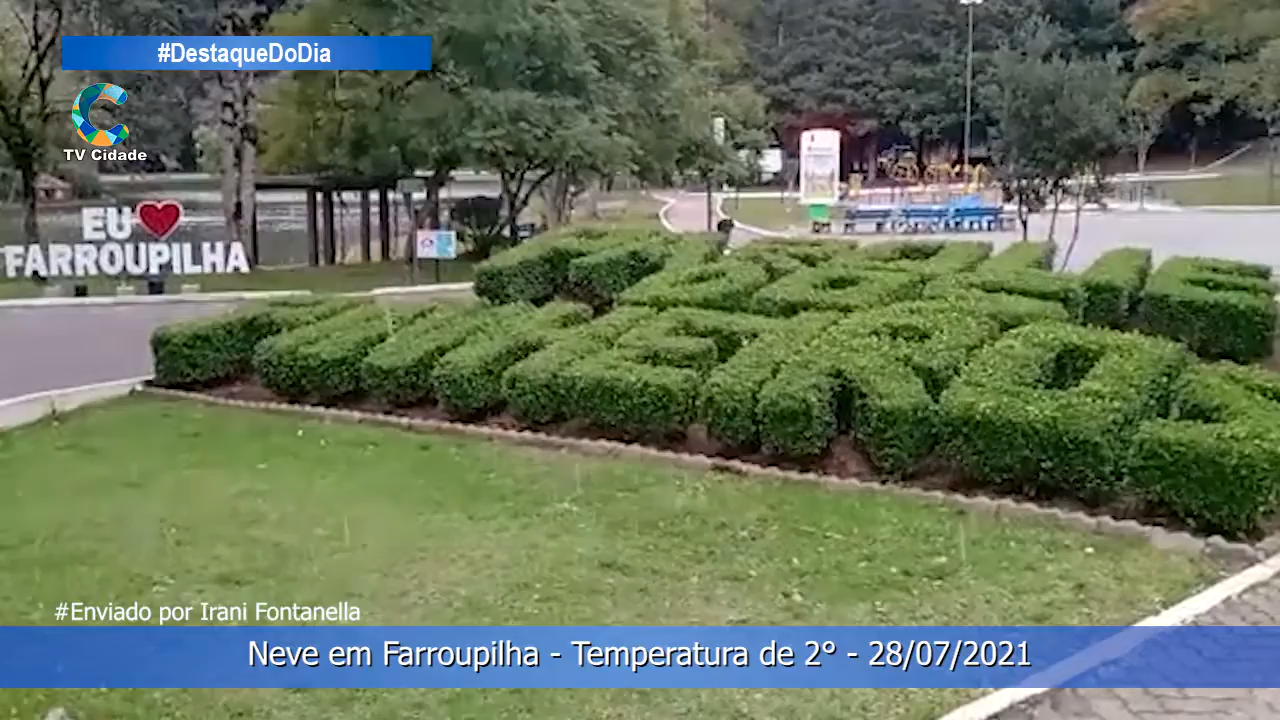 #DestaqueDoDia
TV Cidade
EU
FARROUPILHA
#Enviado por Irani Fontanella
Neve em Farroupilha - Temperatura de 2° - 28/07/2021